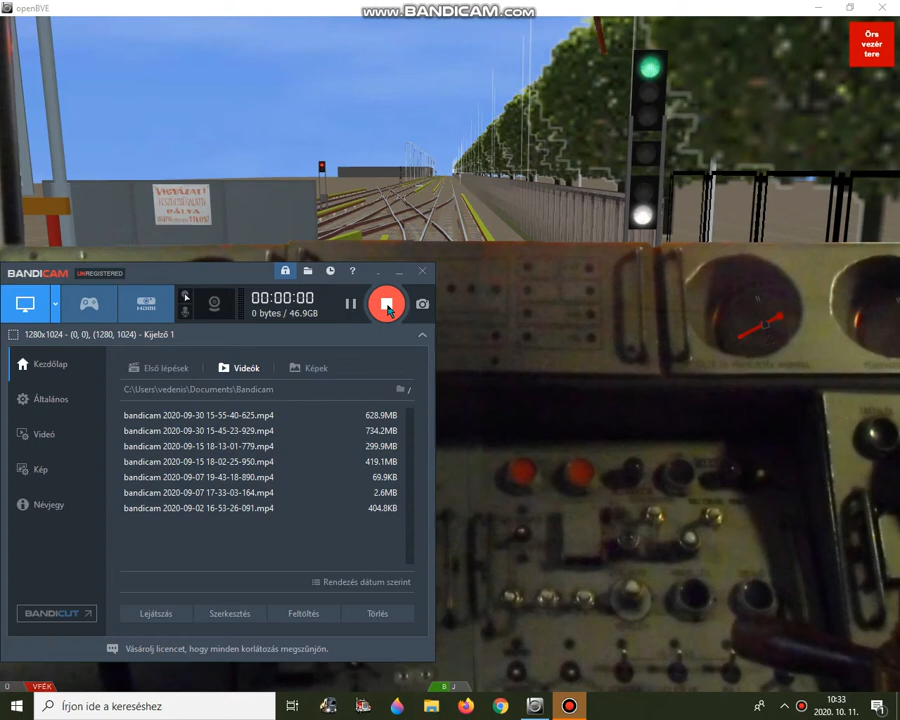 openBVE
www.BANDICAM.com
Örs
vezér
tere
VIGYÁZAT!
BANDICAM
UNREGISTERED
HDMI
00:00:00
0 bytes / 46.9GB
1280x1024 - (0, 0), (1280, 1024) - Kijelző 1
Kezdőlap
Általános
Videó
Kép
Névjegy
Első lépések
Videók
Képek
C:\Users\vedenis\Documents\Bandicam
/
bandicam 2020-09-30 15-55-40-625.mp4 628.9MB
bandicam 2020-09-30 15-45-23-929.mp4 734.2MB
bandicam 2020-09-15 18-13-01-779.mp4 299.9MB
bandicam 2020-09-15 18-02-25-950.mp4 419.1MB
bandicam 2020-09-07 19-43-18-890.mp4 69.9KB
bandicam 2020-09-07 17-33-03-164.mp4 2.6MB
bandicam 2020-09-02 16-53-26-091.mp4 404.8KB
Rendezés dátum szerint
BANDICUT
Lejátszás
Szerkesztés
Feltöltés
Törlés
Vásárolj licencet, hogy minden korlátozás megszűnjön.
0
VFÉK
B J
Írjon ide a kereséshez
10:33
2020. 10. 11.
1